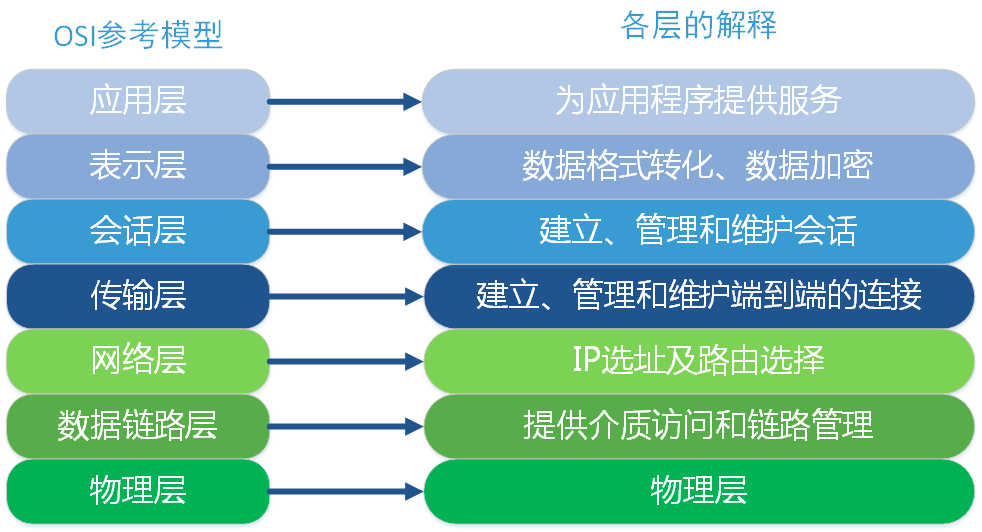 OSI参考模型
各层的解释
应用层
为应用程序提供服务
表示层
数据格式转化、数据加密
会话层
建立、管理和维护会话
传输层
建立、管理和维护端到端的连接
网络层
IP选址及路由选择
数据链路层
提供介质访问和链路管理
物理层
物理层